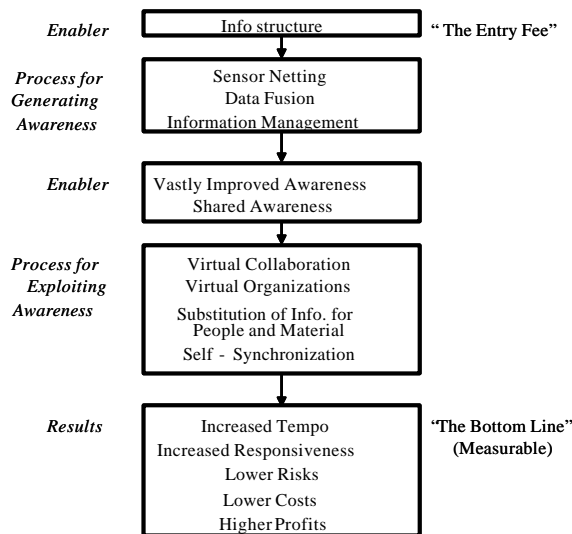 Enabler
Info structure
“ The Entry Fee”
Process for
Generating
Awareness
Sensor Netting
Data Fusion
Information Management
Enabler
Vastly Improved Awareness
Shared Awareness
Process for
Exploiting
Awareness
Virtual Collaboration
Virtual Organizations
Substitution of Info. for
People and Material
Self - Synchronization
Results
Increased Tempo
Increased Responsiveness
Lower Risks
Lower Costs
Higher Profits
“The Bottom Line”
(Measurable)